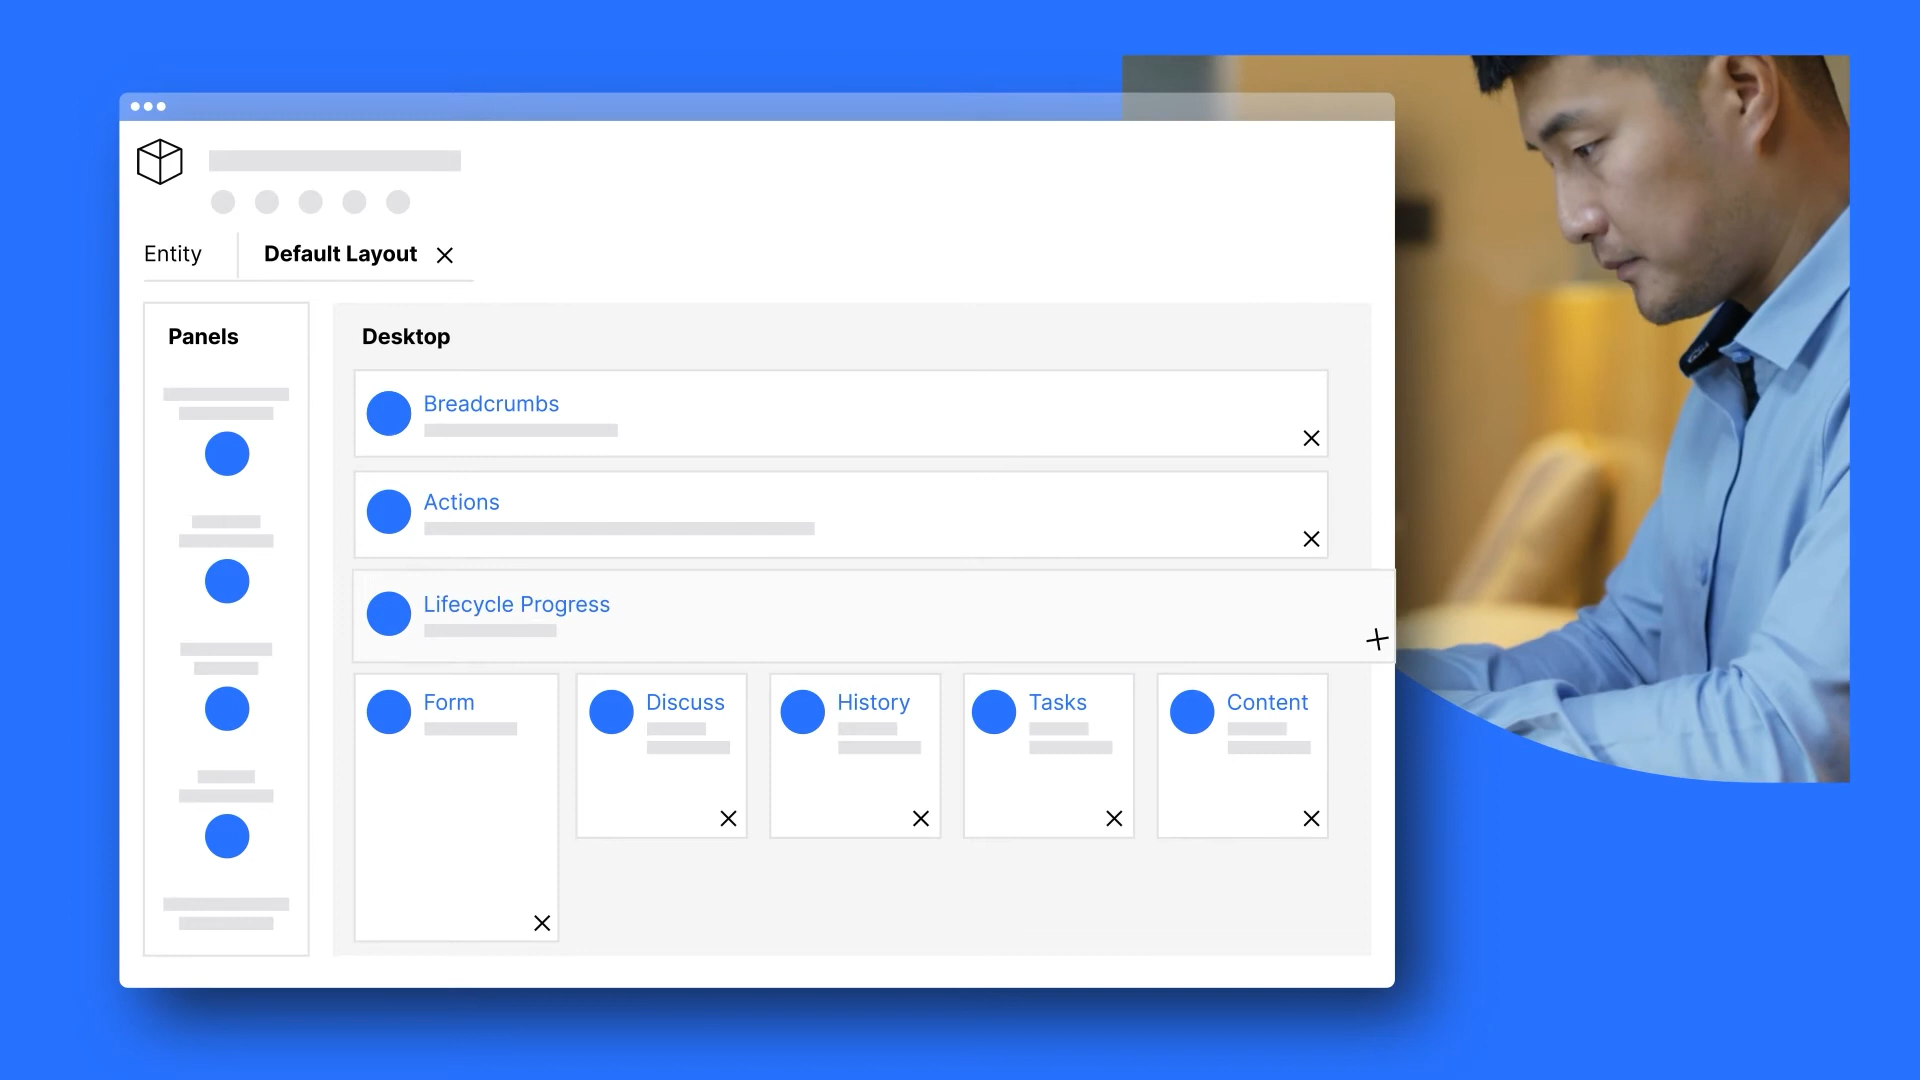 Entity
Default Layout
Panels
Desktop
Breadcrumbs
Actions
Lifecycle Progress
Form
Discuss
History
Tasks
Content